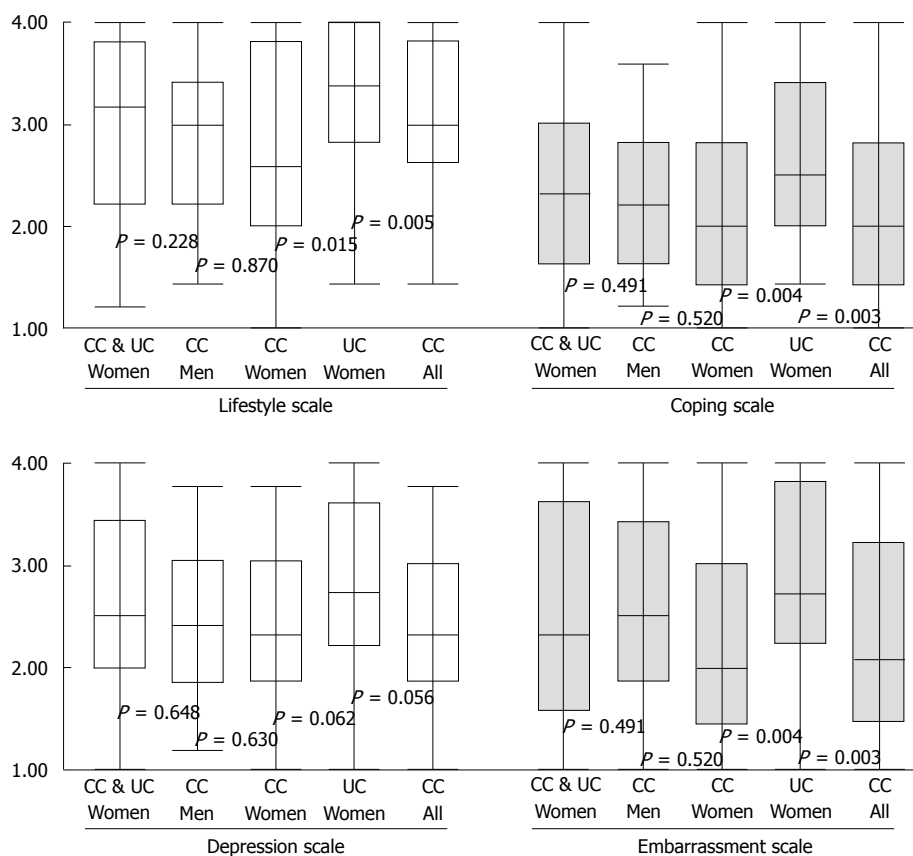 4.00
3.00
2.00
1.00
P = 0.228
P = 0.870
P = 0.015
P = 0.005
P = 0.491
P = 0.520
P = 0.004
P = 0.003
CC & UC CC CC UC CC
Women Men Women Women All
Lifestyle scale
CC & UC CC CC UC CC
Women Men Women Women All
Coping scale
4.00
3.00
2.00
1.00
P = 0.648
P = 0.630
P = 0.062
P = 0.056
P = 0.491
P = 0.520
P = 0.004
P = 0.003
CC & UC CC CC UC CC
Women Men Women Women All
Depression scale
CC & UC CC CC UC CC
Women Men Women Women All
Embarrassment scale